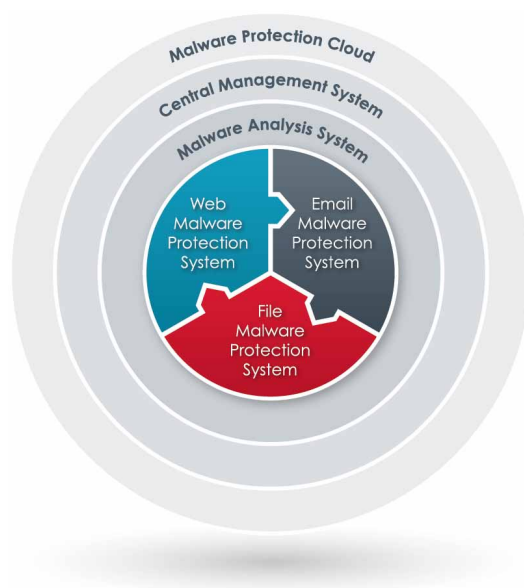 Malware Protection Cloud
Central Management System
Malware Analysis System
Web
Malware
Protection
System
Email
Malware
Protection
System
File
Malware
Protection
System